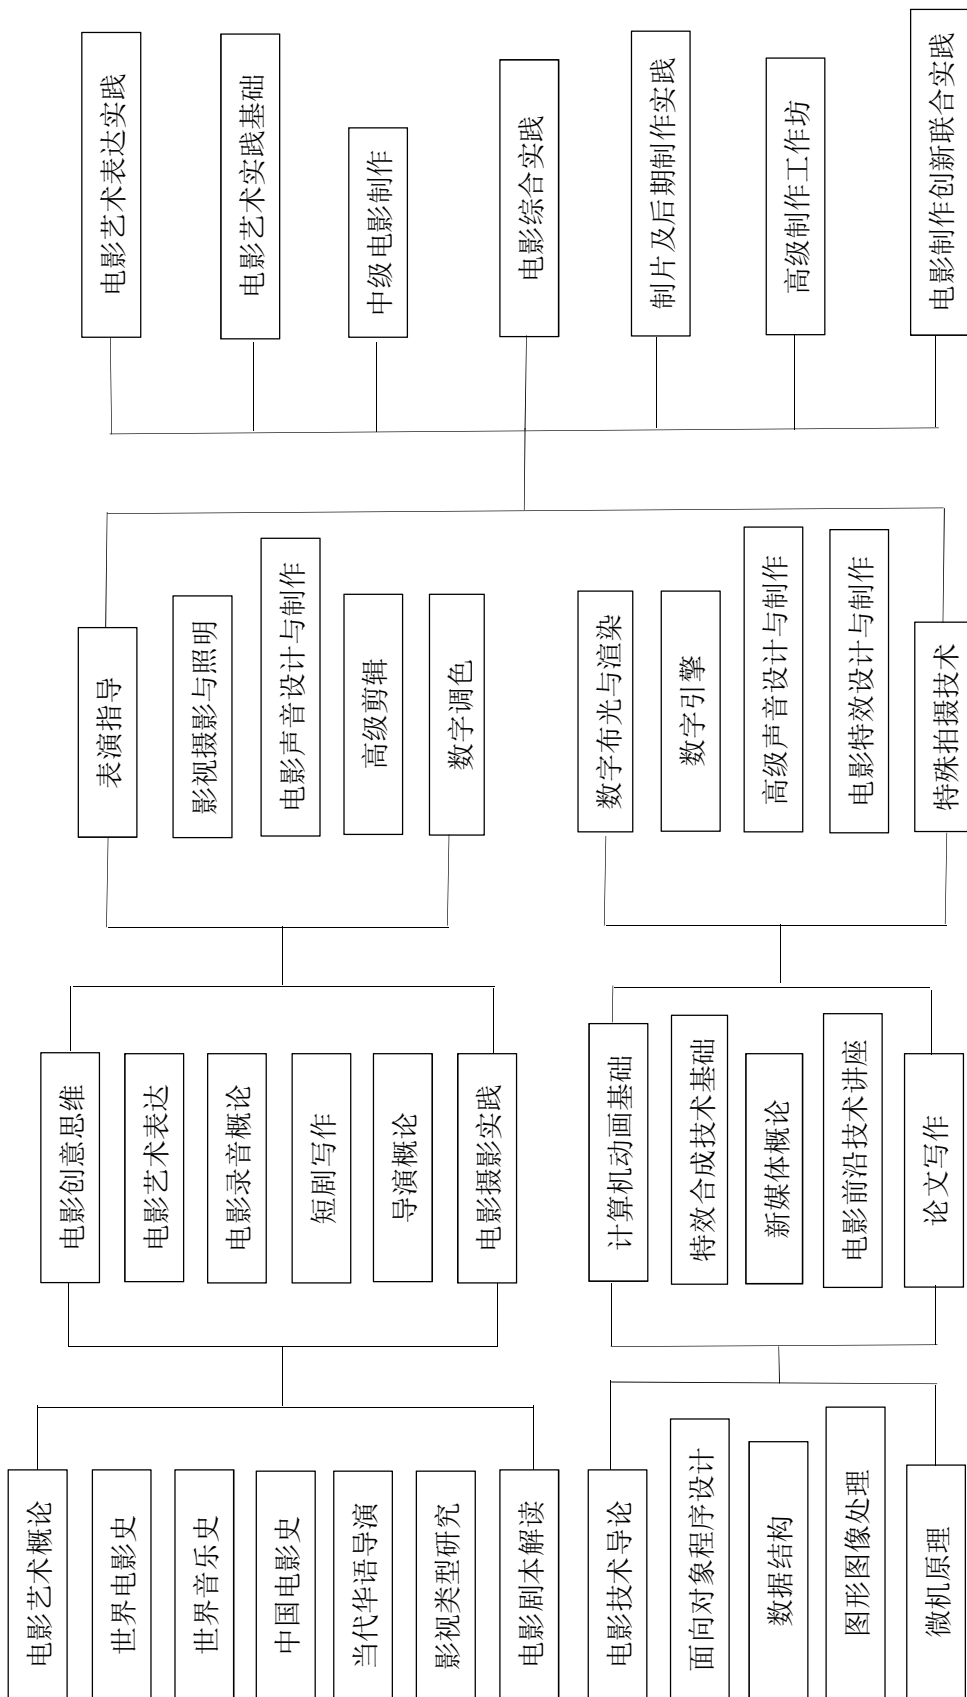 电影艺术概论
世界电影史
世界音乐史
中国电影史
当代华语导演
影视类型研究
电影剧本解读
电影技术导论
面向对象程序设计
数据结构
图形图像处理
微机原理
电影创意思维
电影艺术表达
电影录音概论
短剧写作
导演概论
电影摄影实践
计算机动画基础
特效合成技术基础
新媒体概论
电影前沿技术讲座
论文写作
表演指导
影视摄影与照明
电影声音设计与制作
高级剪辑
数字调色
数字布光与渲染
数字引擎
高级声音设计与制作
电影特效设计与制作
特殊拍摄技术
电影艺术表达实践
电影艺术实践基础
中级电影制作
电影综合实践
制片及后期制作实践
高级制作工作坊
电影制作创新联合实践